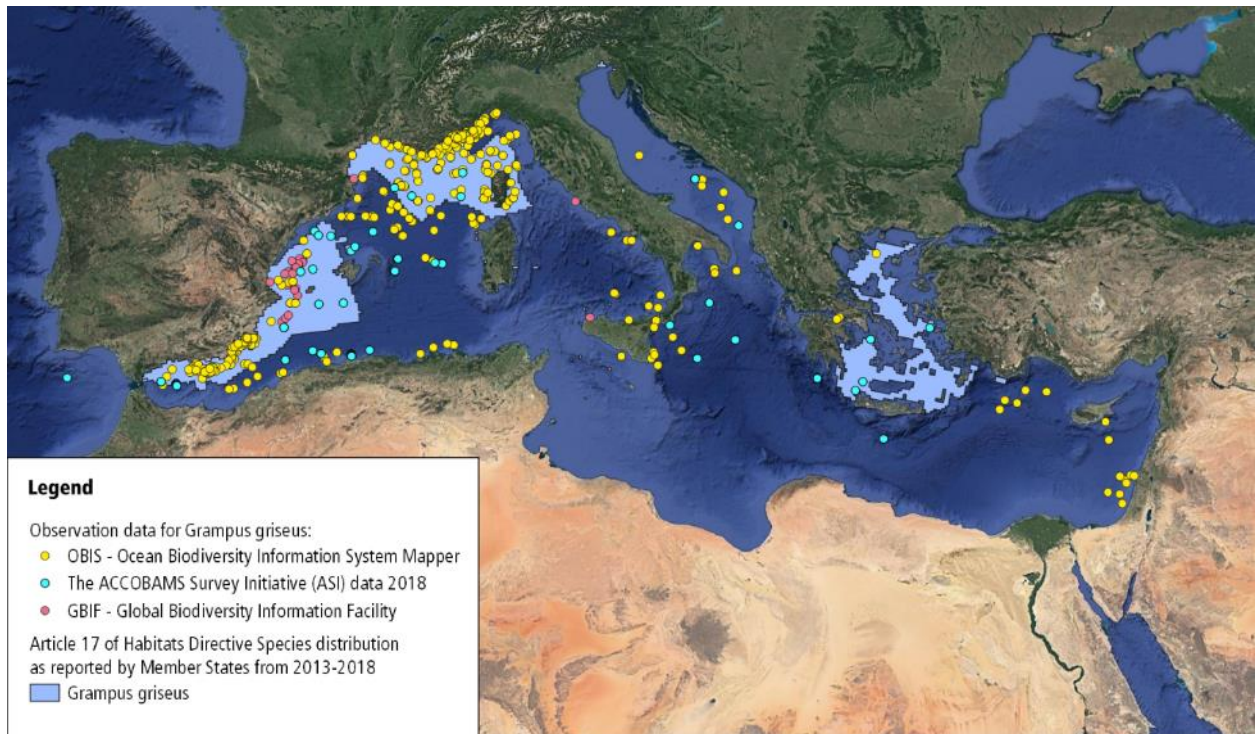 Legend
Observation data for Grampus griseus:
OBIS - Ocean Biodiversity Information System Mapper
The ACCOBAMS Survey Initiative (ASI) data 2018
GBIF - Global Biodiversity Information Facility
Article 17 of Habitats Directive Species distribution
as reported by Member States from 2013-2018
Grampus griseus